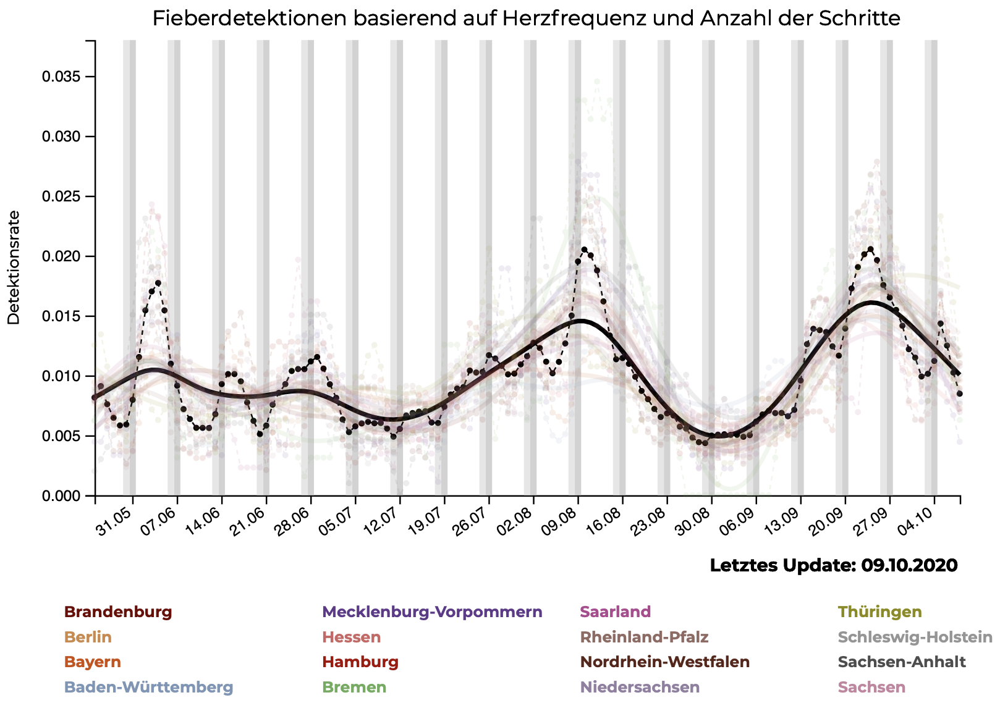 Fieberdetektionen basierend auf Herzfrequenz und Anzahl der Schritte
Detektionsrate
0.035
0.030
0.025
0.020
0.015
0.010
0.005
0.000
31.05 07.06 14.06 21.06 28.06 05.07 12.07 19.07 26.07 02.08 09.08 16.08 23.08 30.08 06.09 13.09 20.09 27.09 04.10
Letztes Update: 09.10.2020
Brandenburg Mecklenburg-Vorpommern Saarland Thüringen
Berlin Hessen Rheinland-Pfalz Schleswig-Holstein
Bayern Hamburg Nordrhein-Westfalen Sachsen-Anhalt
Baden-Württemberg Bremen Niedersachsen Sachsen